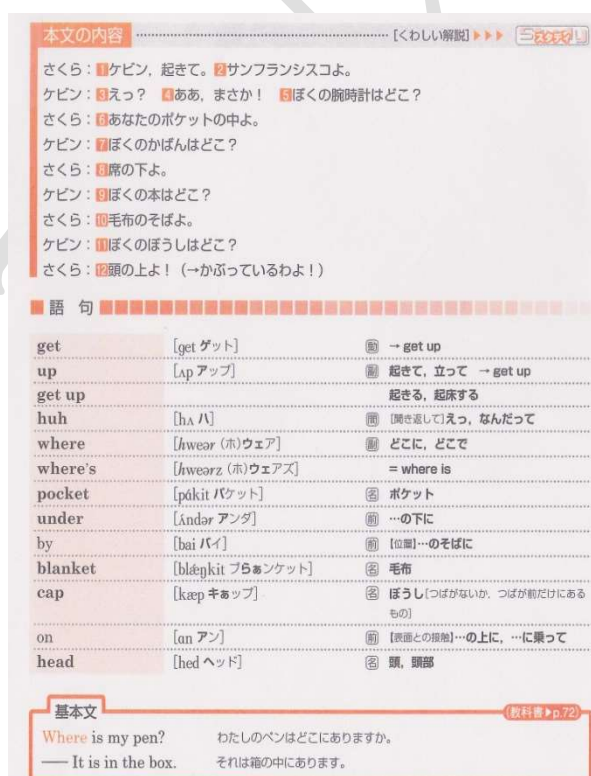 本文の内容 [くわしい解説]▶▶▶
さくら:1ケビン，起きて。2サンフランシスコよ。
ケビン:3えっ? 4ああ，まさか! 5ぼくの腕時計はどこ?
さくら:6あなたのポケットの中よ。
ケビン:7ぼくのかばんはどこ?
さくら:8席の下よ。
ケビン:9ぼくの本はどこ?
さくら:10毛布のそばよ。
ケビン:11ぼくのぼうしはどこ?
さくら:12頭の上よ! (→かぶっているわよ!)
語 句
get [get ゲット] 動 → get up
up [ʌp アップ] 副 起きて，立って → get up
get up 起きる，起床する
huh [hʌ ハ] 間 [聞き返して]えっ，なんだって
where [hweər (ホ)ウェア] 副 どこに，どこで
where's [hweərz (ホ)ウェアズ] = where is
pocket [pɑ́kit パケット] 名 ポケット
under [ʌ́ndər アンダ] 前 …の下に
by [bai バイ] 前 【位置】…のそばに
blanket [blǽŋkit ブらぁンケット] 名 毛布
cap [kæp キぁップ] 名 ぼうし[つばがないか，つばが前だけにある
もの]
on [ɑn アン] 前 【表面との接触】…の上に，…に乗って
head [hed ヘッド] 名 頭，頭部
基本文 (教科書▶p.72)
Where is my pen? わたしのペンはどこにありますか。
— It is in the box. それは箱の中にあります。